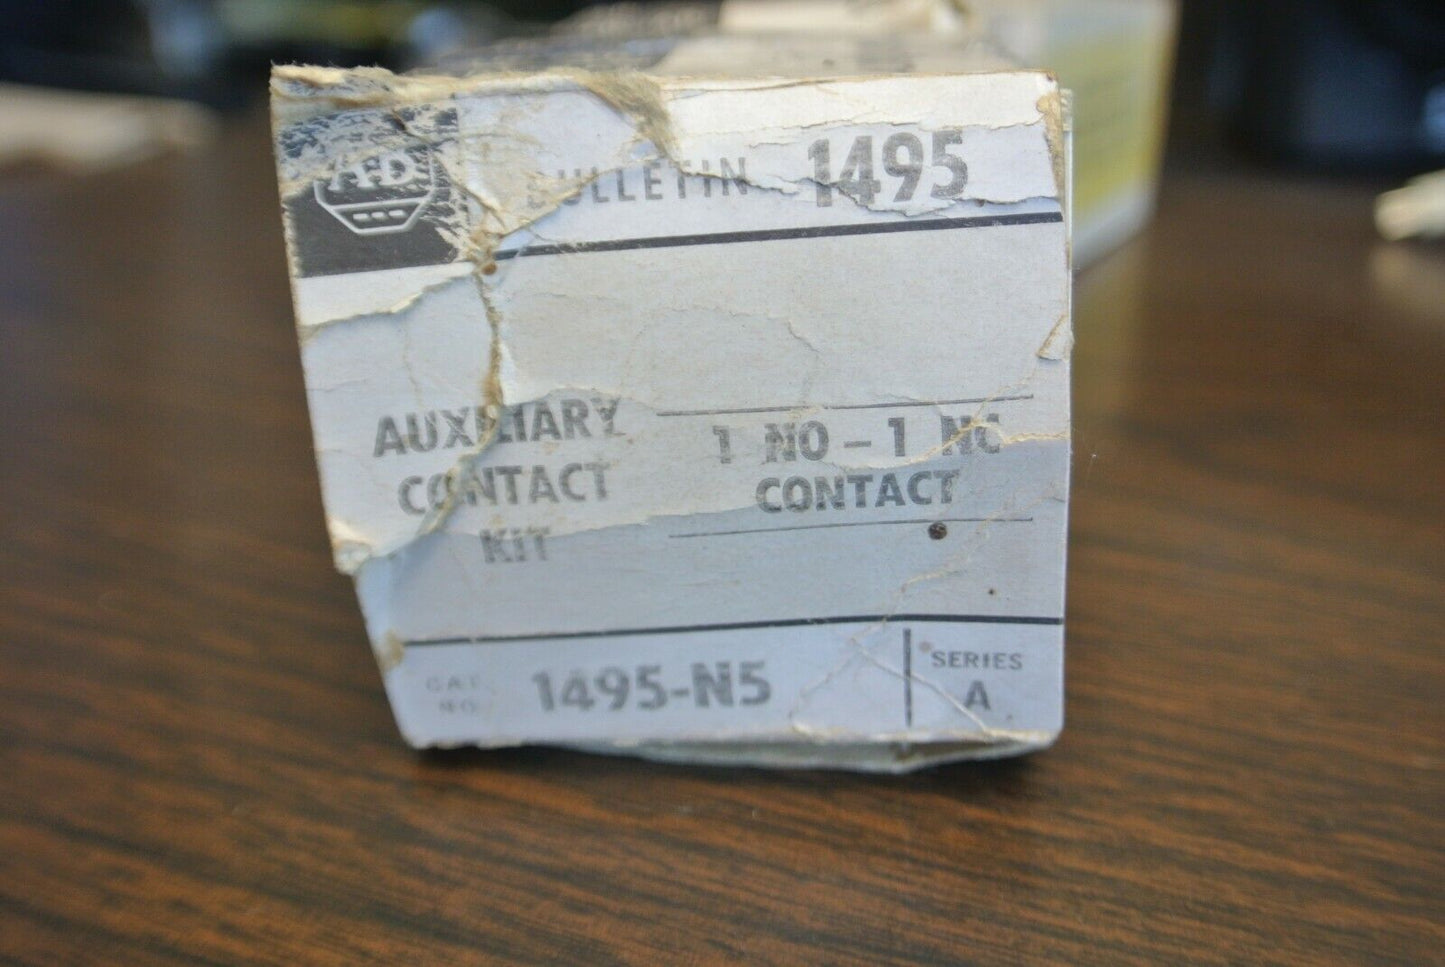 A-B
BULLETIN 1495
AUXILIARY
CONTACT
KIT
1 NO – 1 NC
CONTACT
CAT.
NO.
1495-N5
SERIES
A